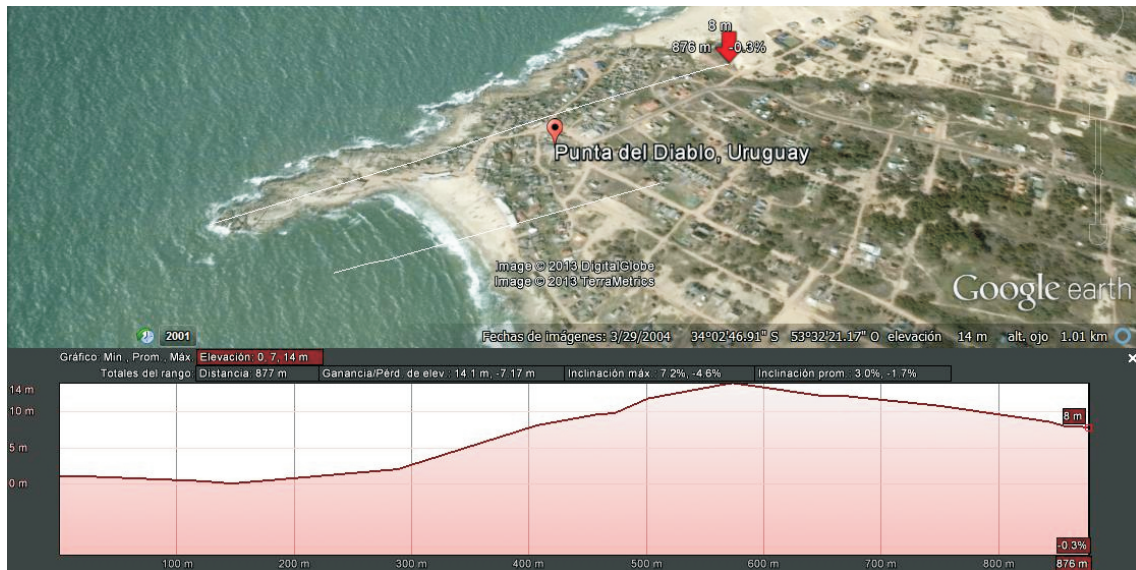 8 m
876 m -0.3%
Punta del Diablo, Uruguay
Image © 2013 DigitalGlobe
Image © 2013 TerraMetrics
Google earth
2001 Fechas de imágenes: 3/29/2004 34°02'46.91" S 53°32'21.17" O elevación 14 m alt. ojo 1.01 km
Gráfico: Min., Prom., Máx Elevación: 0, 7, 14 m
Totales del rango: Distancia: 877 m Ganancia/Pérd. de elev.: 14.1 m, -7.17 m Inclinación máx.: 7.2%, -4.6% Inclinación prom.: 3.0%, -1.7%
14 m
10 m
8 m
5 m
0 m
-0.3%
100 m 200 m 300 m 400 m 500 m 600 m 700 m 800 m 876 m